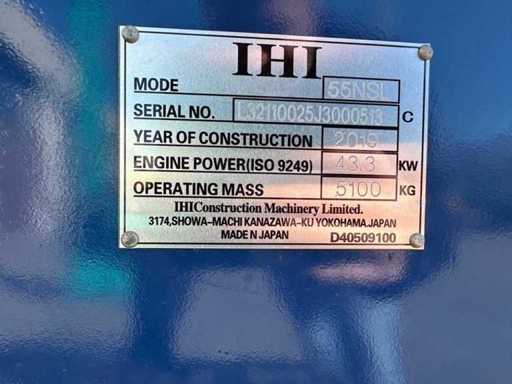 IHI
MODE 55NSL
SERIAL NO. C
YEAR OF CONSTRUCTION
ENGINE POWER(ISO 9249) 43.3 KW
OPERATING MASS 5100 KG
IHIConstruction Machinery Limited.
3174,SHOWA-MACHI KANAZAWA-KU YOKOHAMA.JAPAN
MADE IN JAPAN D40509100